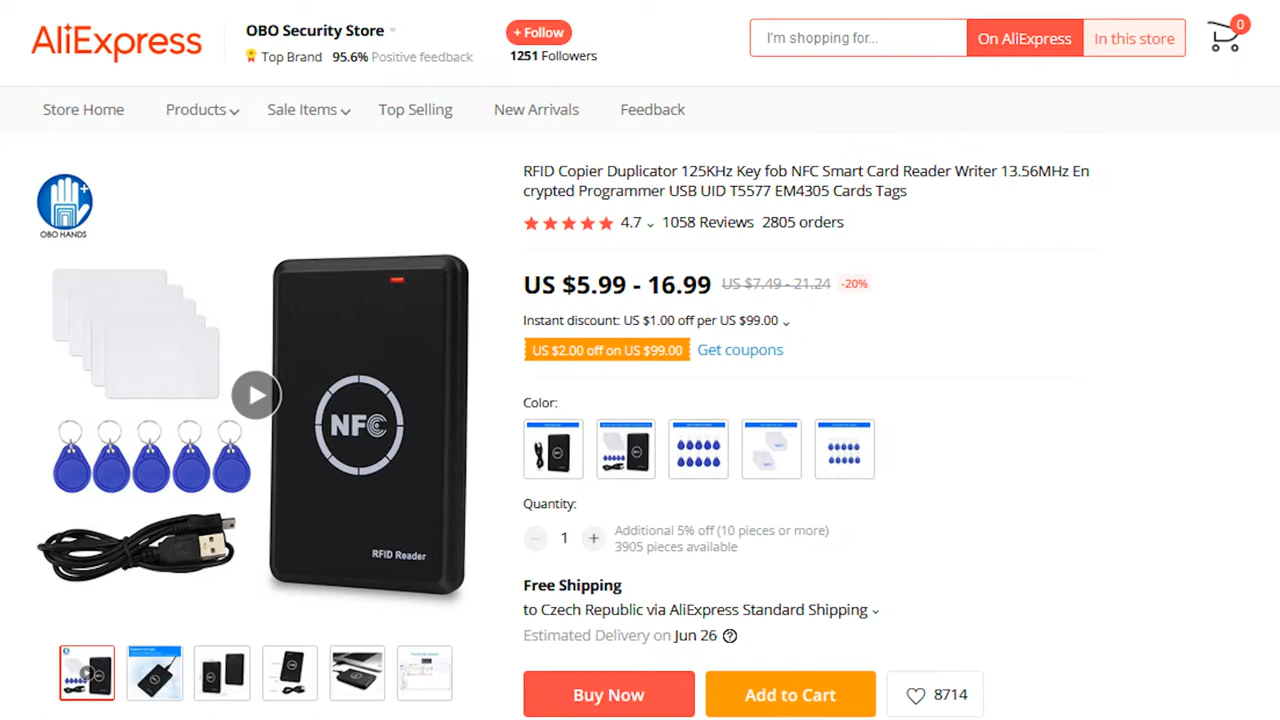 AliExpress
OBO Security Store
Top Brand 95.6% Positive feedback
+ Follow
1251 Followers
I'm shopping for...
On AliExpress
In this store
0
Store Home
Products
Sale Items
Top Selling
New Arrivals
Feedback
OBO HANDS
NFC
RFID Reader
RFID Copier Duplicator 125KHz Key fob NFC Smart Card Reader Writer 13.56MHz En
crypted Programmer USB UID T5577 EM4305 Cards Tags
4.7 1058 Reviews 2805 orders
US $5.99 - 16.99 US $7.49 - 21.24 -20%
Instant discount: US $1.00 off per US $99.00
US $2.00 off on US $99.00 Get coupons
Color:
Quantity:
1
Additional 5% off (10 pieces or more)
3905 pieces available
Free Shipping
to Czech Republic via AliExpress Standard Shipping
Estimated Delivery on Jun 26
Buy Now
Add to Cart
8714